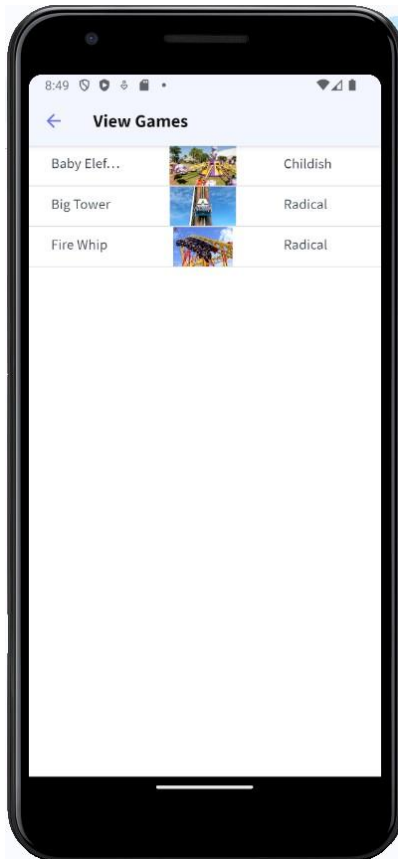 8:49
View Games
Baby Elef... Childish
Big Tower Radical
Fire Whip Radical